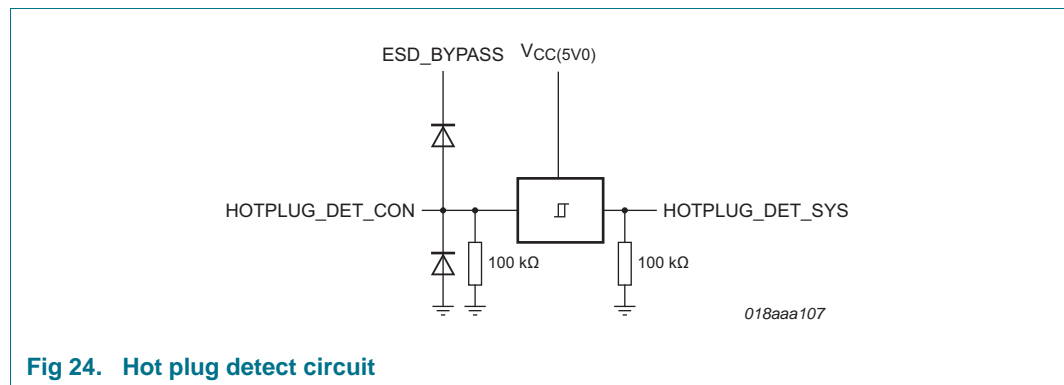 ESD_BYPASS VCC(5V0)
HOTPLUG_DET_CON
HOTPLUG_DET_SYS
100 kΩ
100 kΩ
018aaa107
Fig 24. Hot plug detect circuit